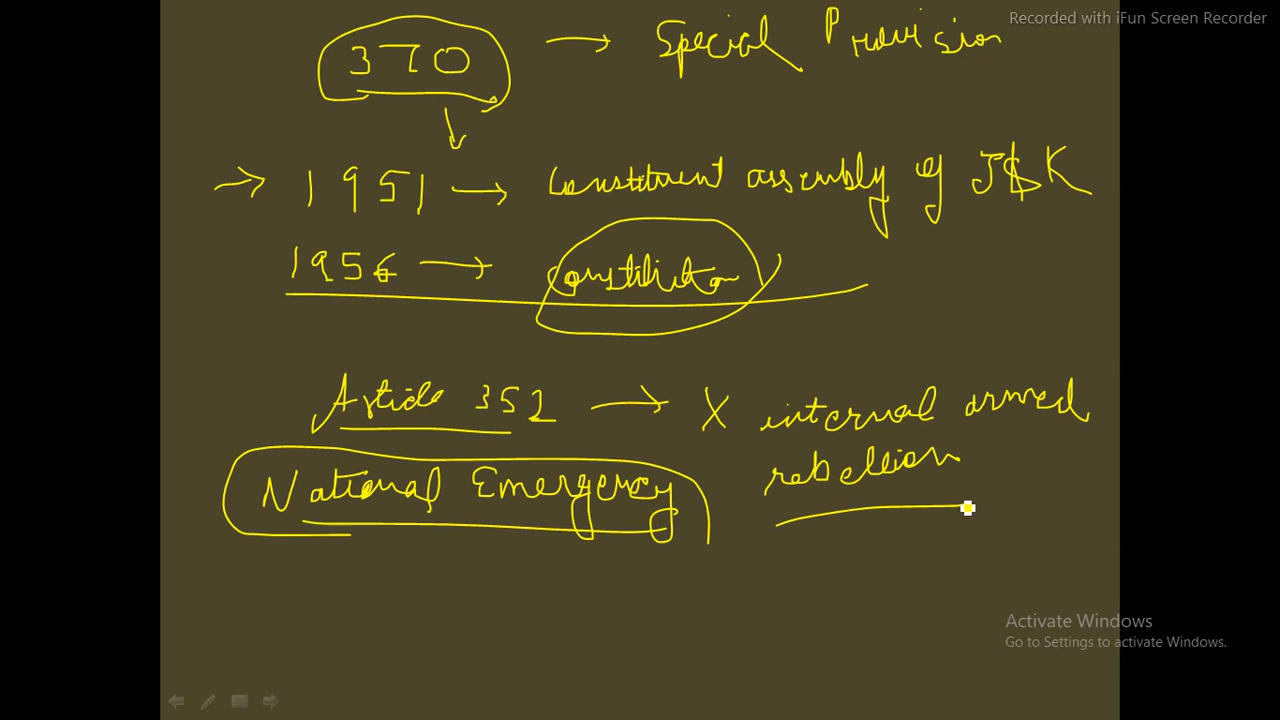 Recorded with iFun Screen Recorder
370 → Special Provision
→ 1951 → Constituent assembly of J&K
1956 → Constitution
Article 352 → X internal armed
rebellion
National Emergency
Activate Windows
Go to Settings to activate Windows.